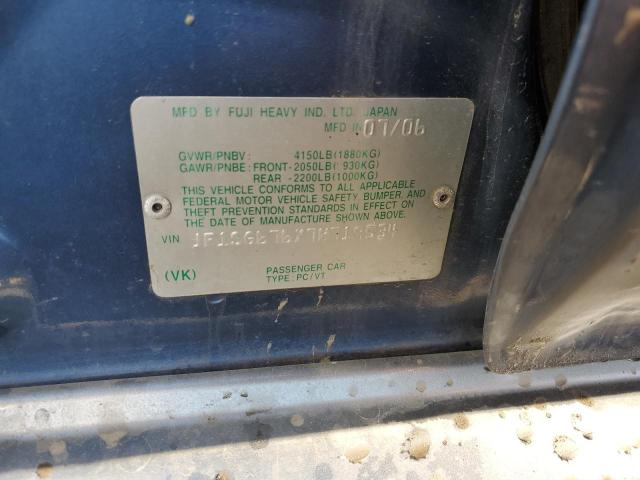 MFD BY FUJI HEAVY IND. LTD. JAPAN
MFD IN 07/06
GVWR/PNBV: 4150LB(1880KG)
GAWR/PNBE: FRONT-2050LB( 930KG)
REAR -2200LB(1000KG)
THIS VEHICLE CONFORMS TO ALL APPLICABLE
FEDERAL MOTOR VEHICLE SAFETY, BUMPER, AND
THEFT PREVENTION STANDARDS IN EFFECT ON
THE DATE OF MANUFACTURE SHOWN ABOVE.
VIN
(VK) PASSENGER CAR
TYPE: PC/VT